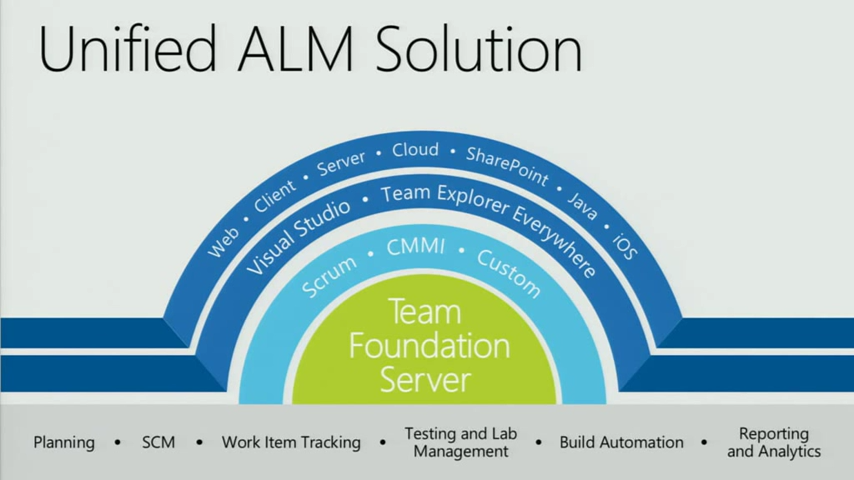 Unified ALM Solution
Web • Client • Server • Cloud • SharePoint • Java • iOS
Visual Studio • Team Explorer Everywhere
Scrum • CMMI • Custom
Team
Foundation
Server
Planning • SCM • Work Item Tracking • Testing and Lab Management • Build Automation • Reporting and Analytics